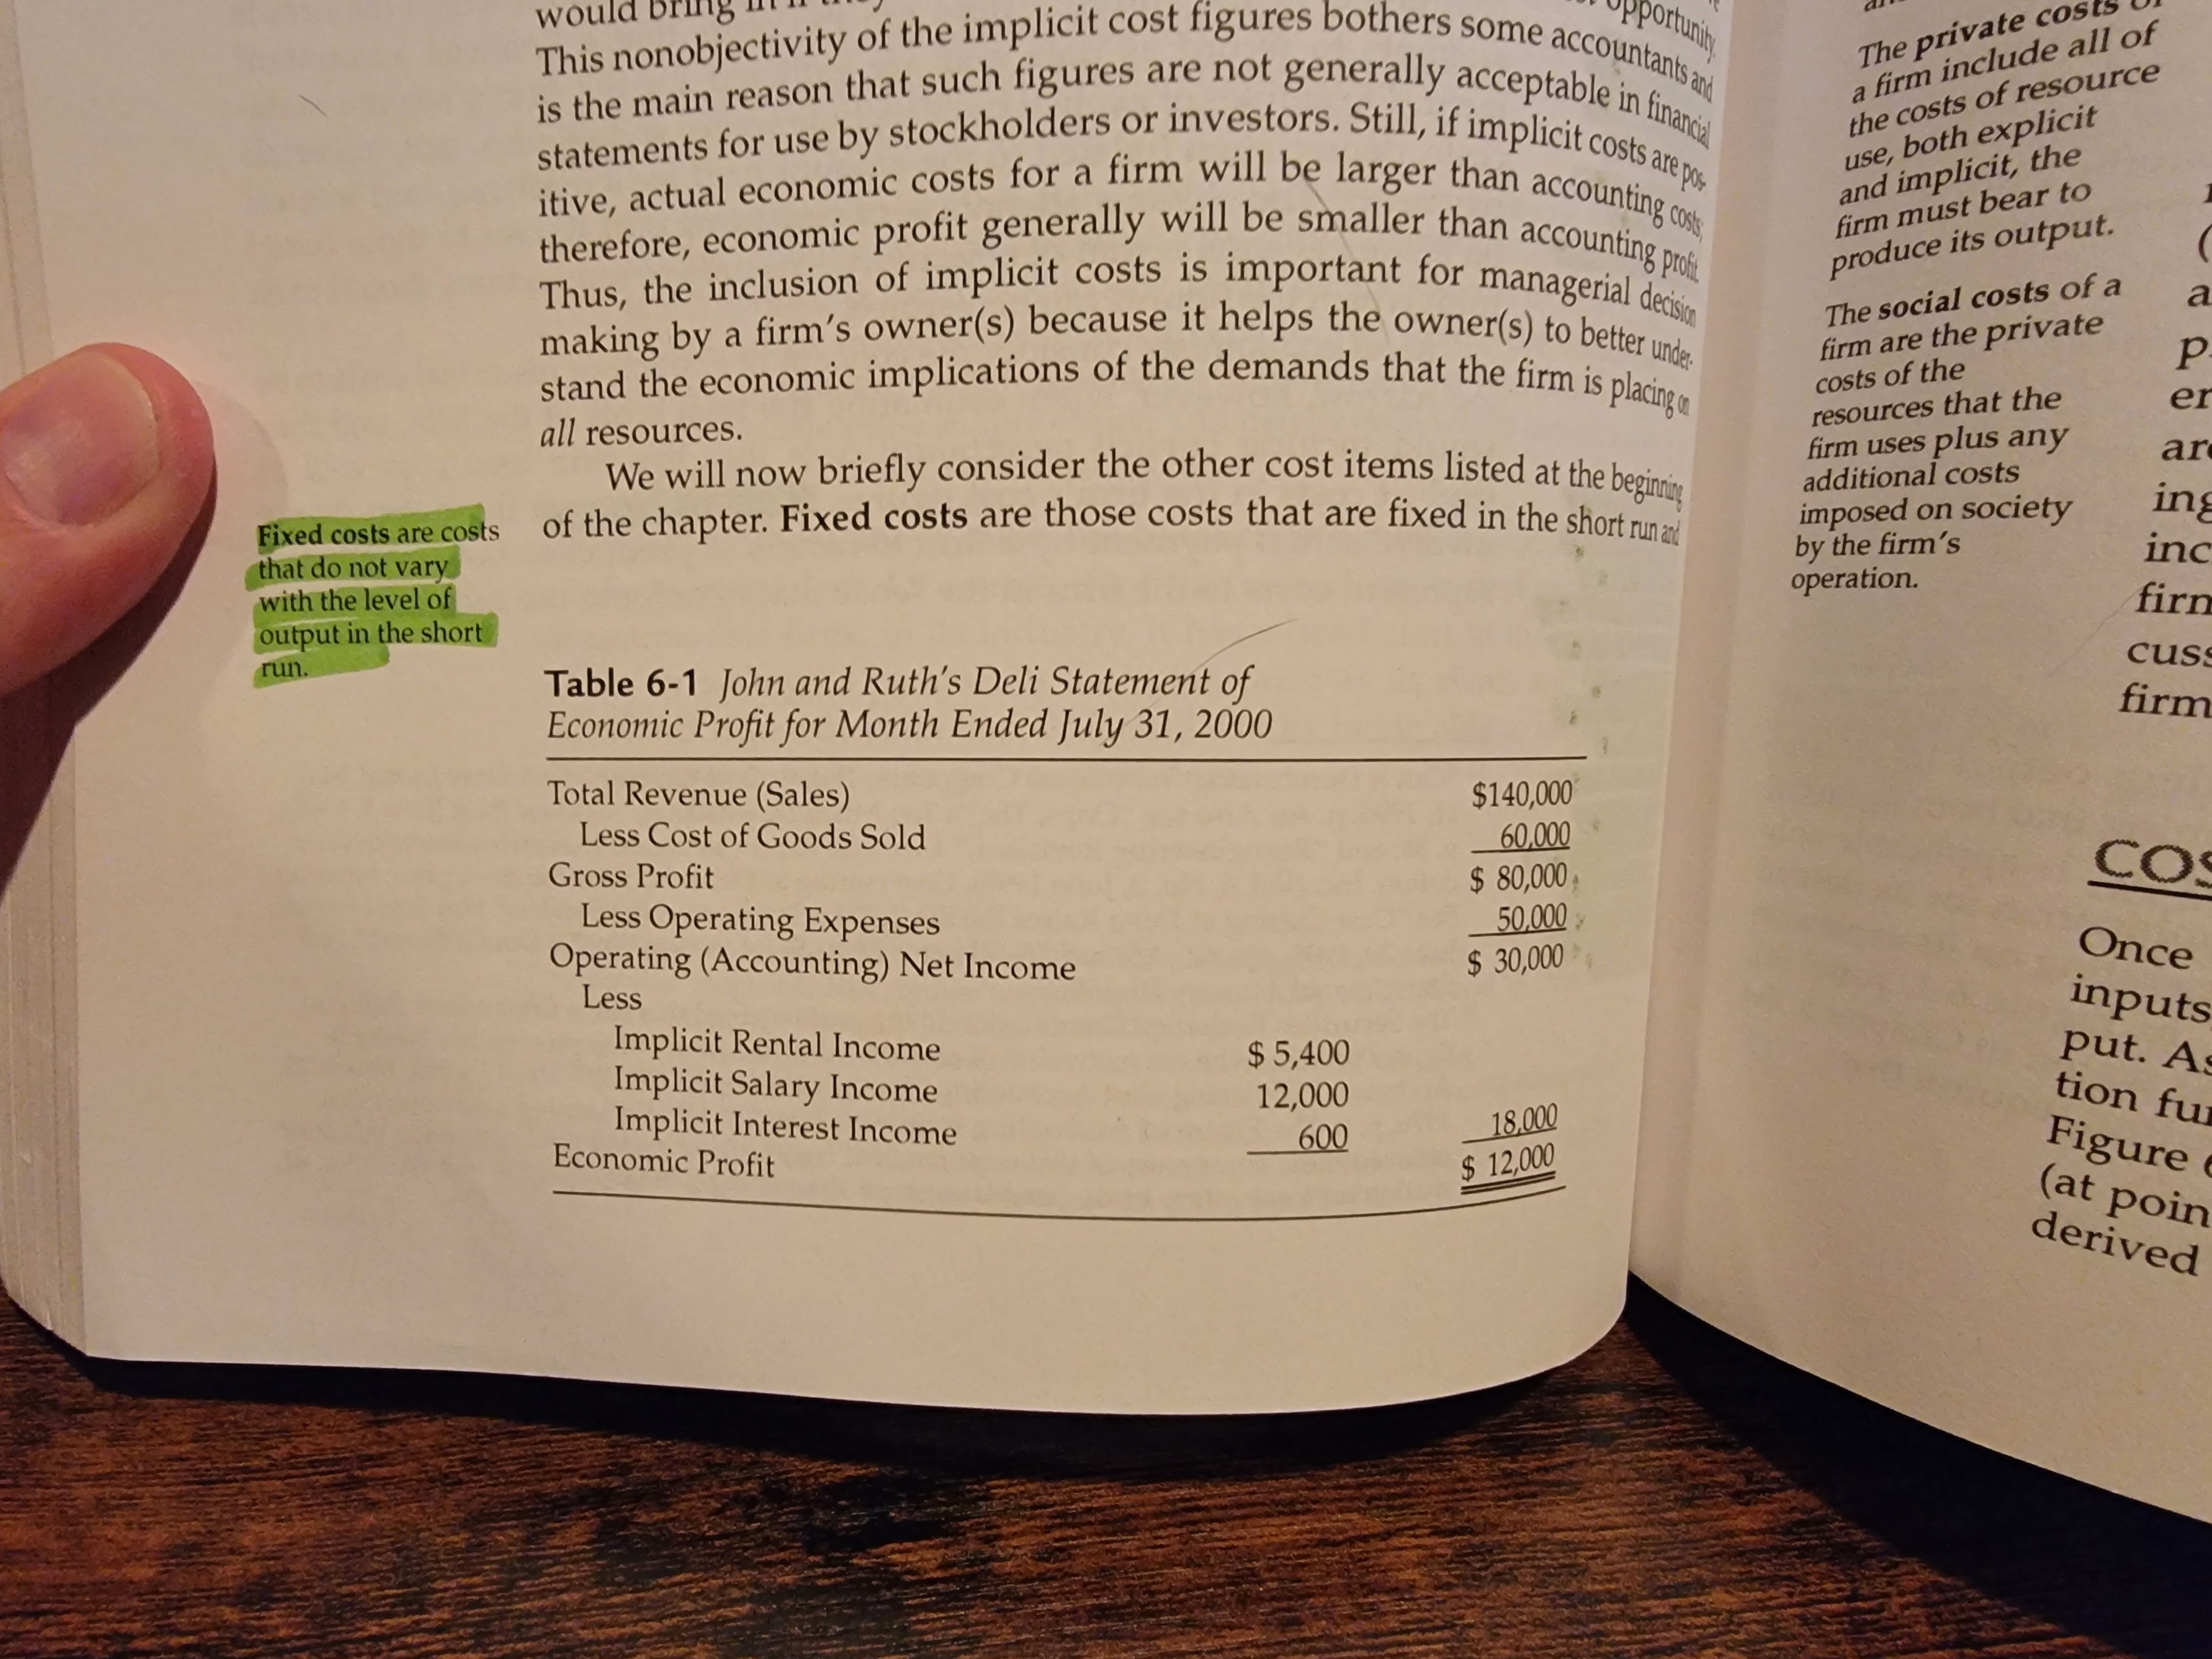 would bring in if they
opportunity.
This nonobjectivity of the implicit cost figures bothers some accountants and
is the main reason that such figures are not generally acceptable in financial
statements for use by stockholders or investors. Still, if implicit costs are pos-
itive, actual economic costs for a firm will be larger than accounting costs;
therefore, economic profit generally will be smaller than accounting profit.
Thus, the inclusion of implicit costs is important for managerial decision
making by a firm's owner(s) because it helps the owner(s) to better under-
stand the economic implications of the demands that the firm is placing on
all resources.
We will now briefly consider the other cost items listed at the beginning
of the chapter. Fixed costs are those costs that are fixed in the short run and
Fixed costs are costs
that do not vary
with the level of
output in the short
run.
Table 6-1 John and Ruth's Deli Statement of
Economic Profit for Month Ended July 31, 2000
Total Revenue (Sales) $140,000
Less Cost of Goods Sold 60,000
Gross Profit $ 80,000
Less Operating Expenses 50,000
Operating (Accounting) Net Income $ 30,000
Less
Implicit Rental Income $ 5,400
Implicit Salary Income 12,000
Implicit Interest Income 600 18,000
Economic Profit $ 12,000
The private costs of
a firm include all of
the costs of resource
use, both explicit
and implicit, the
firm must bear to
produce its output.
The social costs of a
firm are the private
costs of the
resources that the
firm uses plus any
additional costs
imposed on society
by the firm's
operation.
(
a
p
er
are
ing
inc
firm
cuss
firm
COS
Once
inputs
put. As
tion fun
Figure 6
(at poin
derived